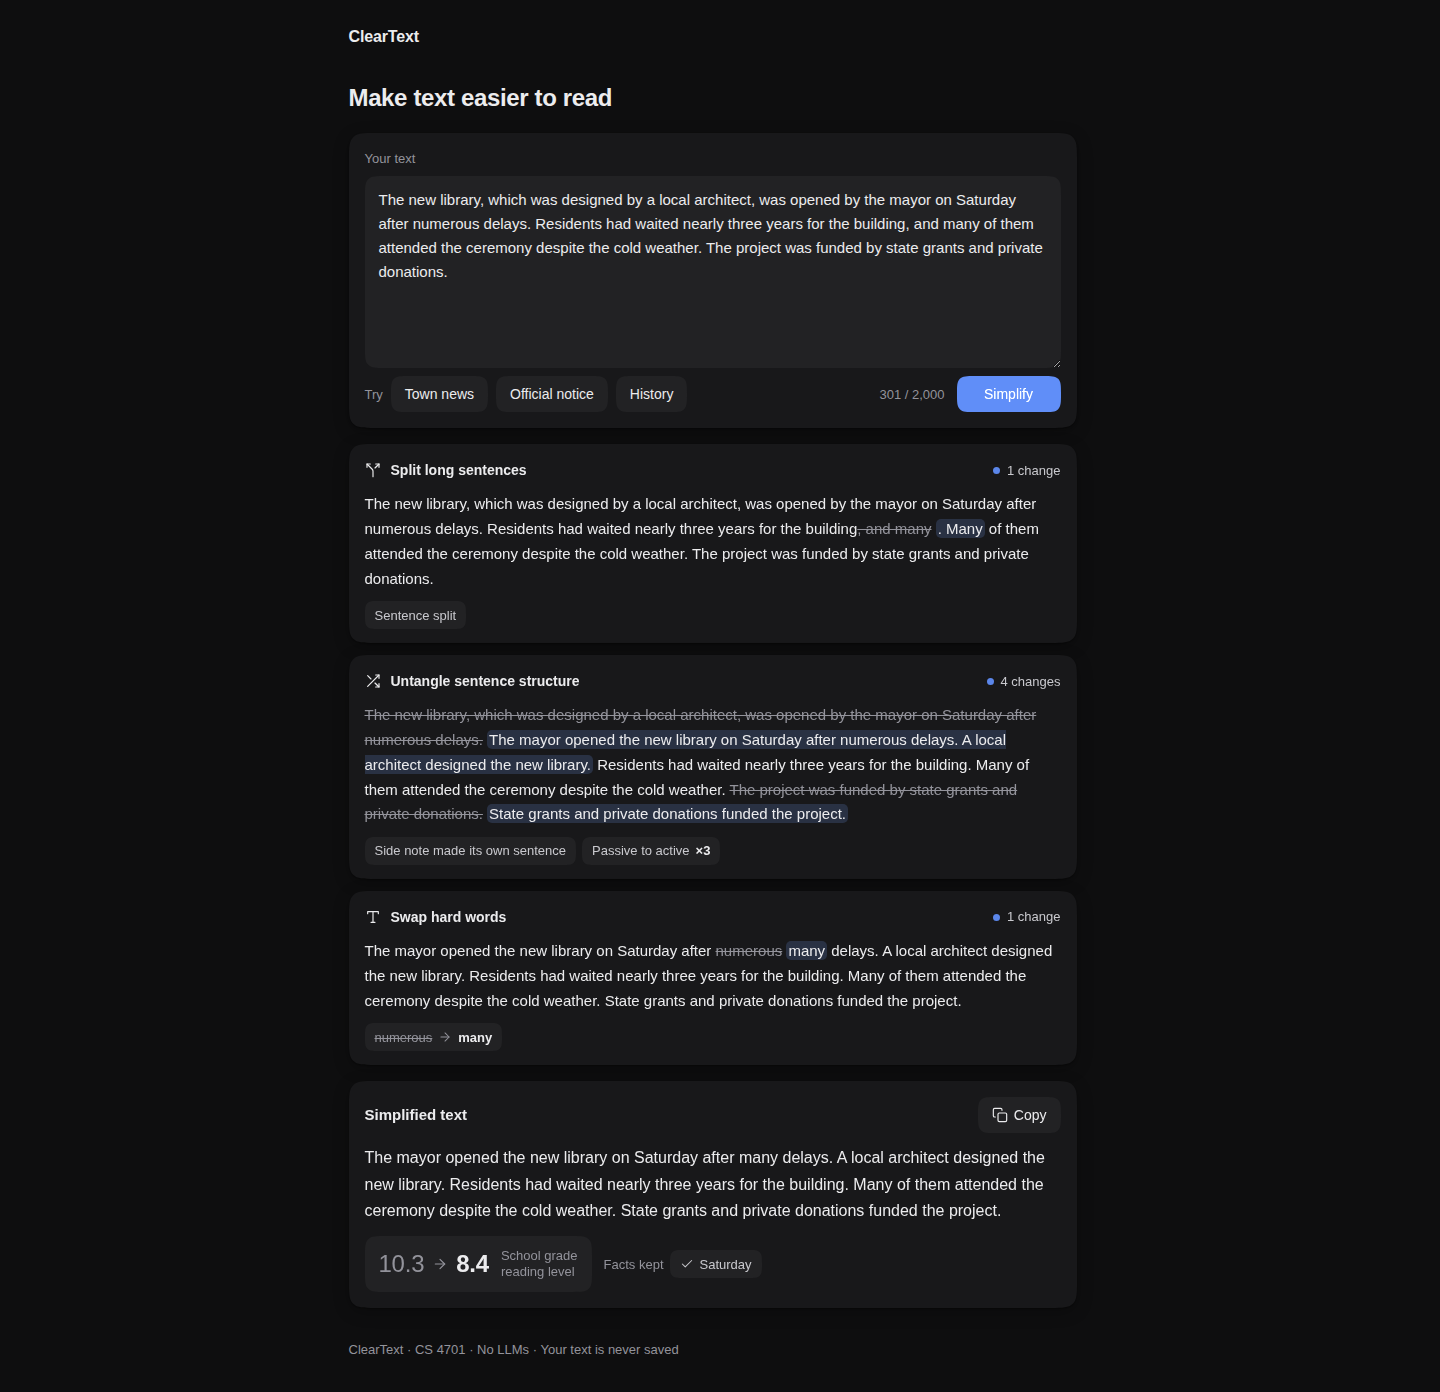 ClearText
Make text easier to read
Your text
The new library, which was designed by a local architect, was opened by the mayor on Saturday
after numerous delays. Residents had waited nearly three years for the building, and many of them
attended the ceremony despite the cold weather. The project was funded by state grants and private
donations.
Try Town news Official notice History 301 / 2,000 Simplify
Split long sentences 1 change
The new library, which was designed by a local architect, was opened by the mayor on Saturday after
numerous delays. Residents had waited nearly three years for the building, and many . Many of them
attended the ceremony despite the cold weather. The project was funded by state grants and private
donations.
Sentence split
Untangle sentence structure 4 changes
The new library, which was designed by a local architect, was opened by the mayor on Saturday after
numerous delays. The mayor opened the new library on Saturday after numerous delays. A local
architect designed the new library. Residents had waited nearly three years for the building. Many of
them attended the ceremony despite the cold weather. The project was funded by state grants and
private donations. State grants and private donations funded the project.
Side note made its own sentence Passive to active ×3
Swap hard words 1 change
The mayor opened the new library on Saturday after numerous many delays. A local architect designed
the new library. Residents had waited nearly three years for the building. Many of them attended the
ceremony despite the cold weather. State grants and private donations funded the project.
numerous → many
Simplified text Copy
The mayor opened the new library on Saturday after many delays. A local architect designed the
new library. Residents had waited nearly three years for the building. Many of them attended the
ceremony despite the cold weather. State grants and private donations funded the project.
10.3 → 8.4 School grade
reading level Facts kept Saturday
ClearText · CS 4701 · No LLMs · Your text is never saved